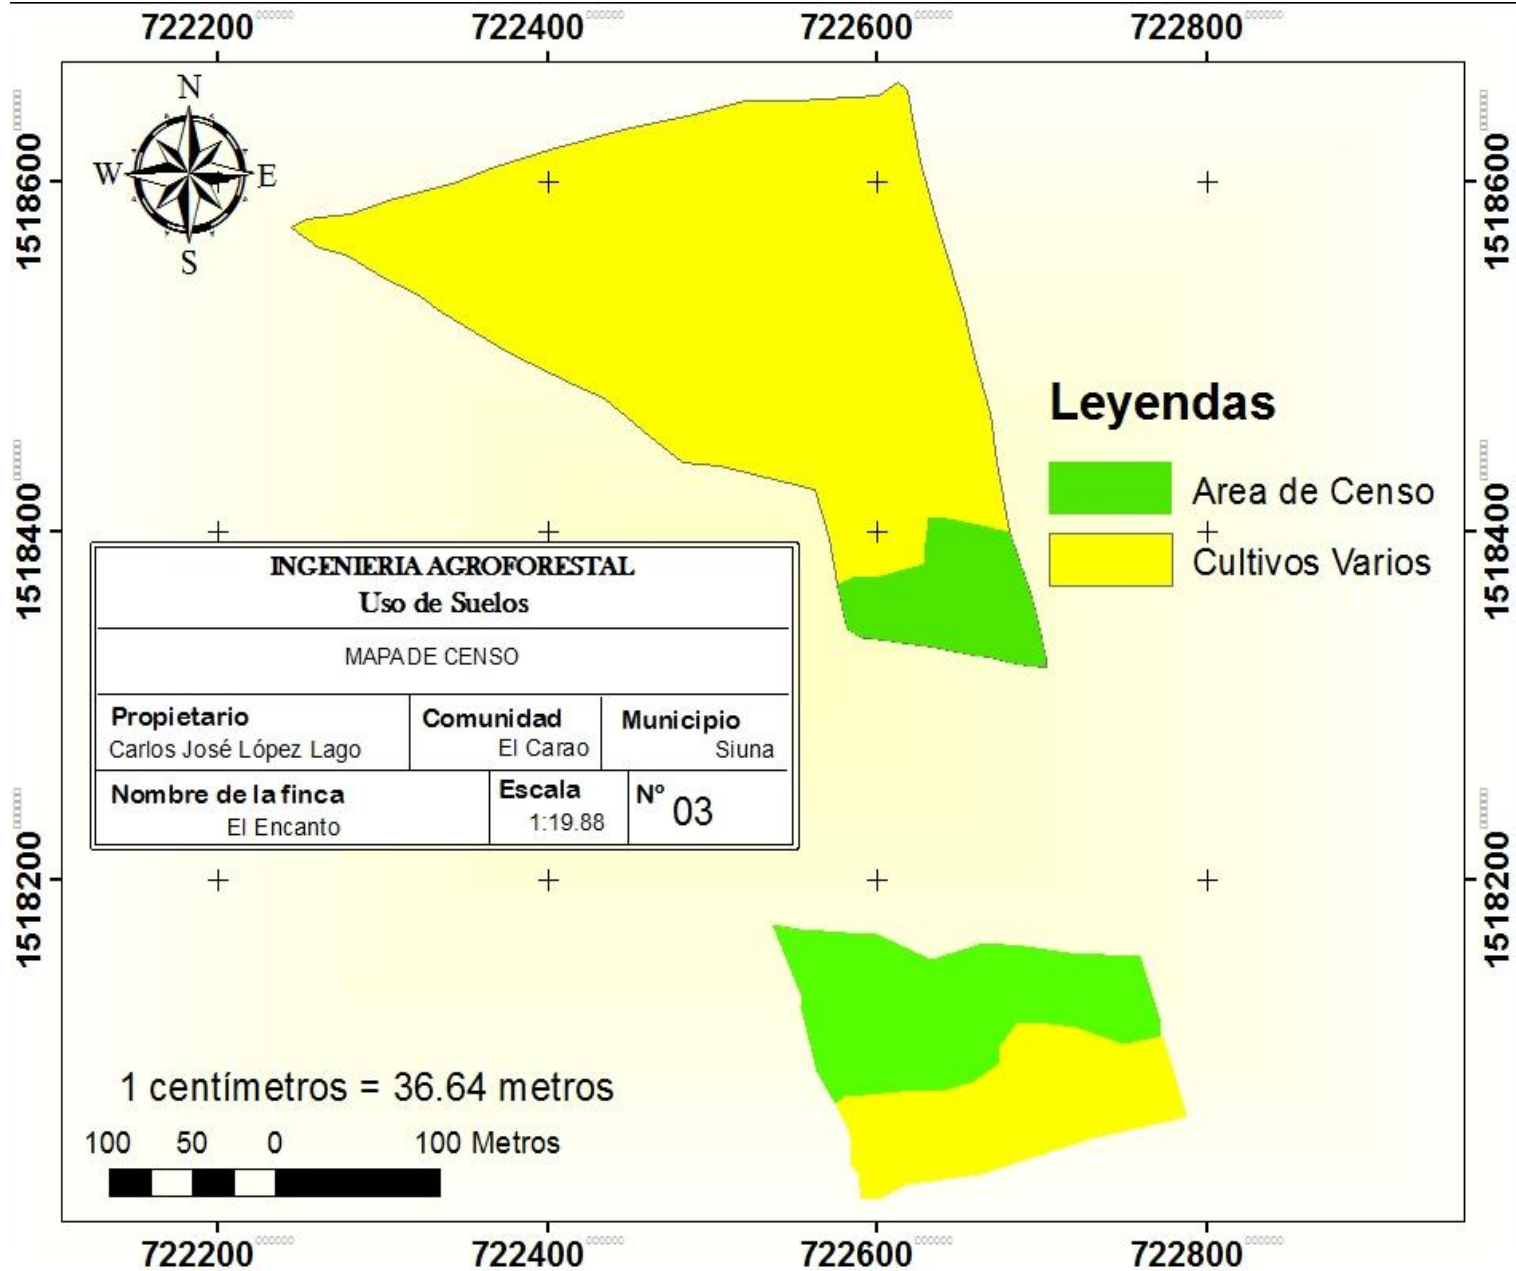 722200 722400 722600 722800
N
W E
S
1518600 1518600
Leyendas
Area de Censo
Cultivos Varios
1518400 1518400
INGENIERIA AGROFORESTAL
Uso de Suelos
MAPA DE CENSO
Propietario Comunidad Municipio
Carlos José López Lago El Carao Siuna
Nombre de la finca Escala Nº 03
El Encanto 1:19.88
1518200 1518200
1 centímetros = 36.64 metros
100 50 0 100 Metros
722200 722400 722600 722800